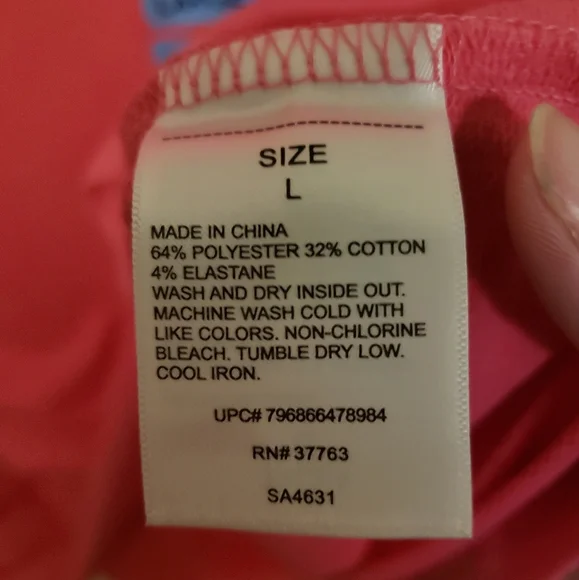 SIZE
L
MADE IN CHINA
64% POLYESTER 32% COTTON
4% ELASTANE
WASH AND DRY INSIDE OUT.
MACHINE WASH COLD WITH
LIKE COLORS. NON-CHLORINE
BLEACH. TUMBLE DRY LOW.
COOL IRON.
UPC# 796866478984
RN# 37763
SA4631